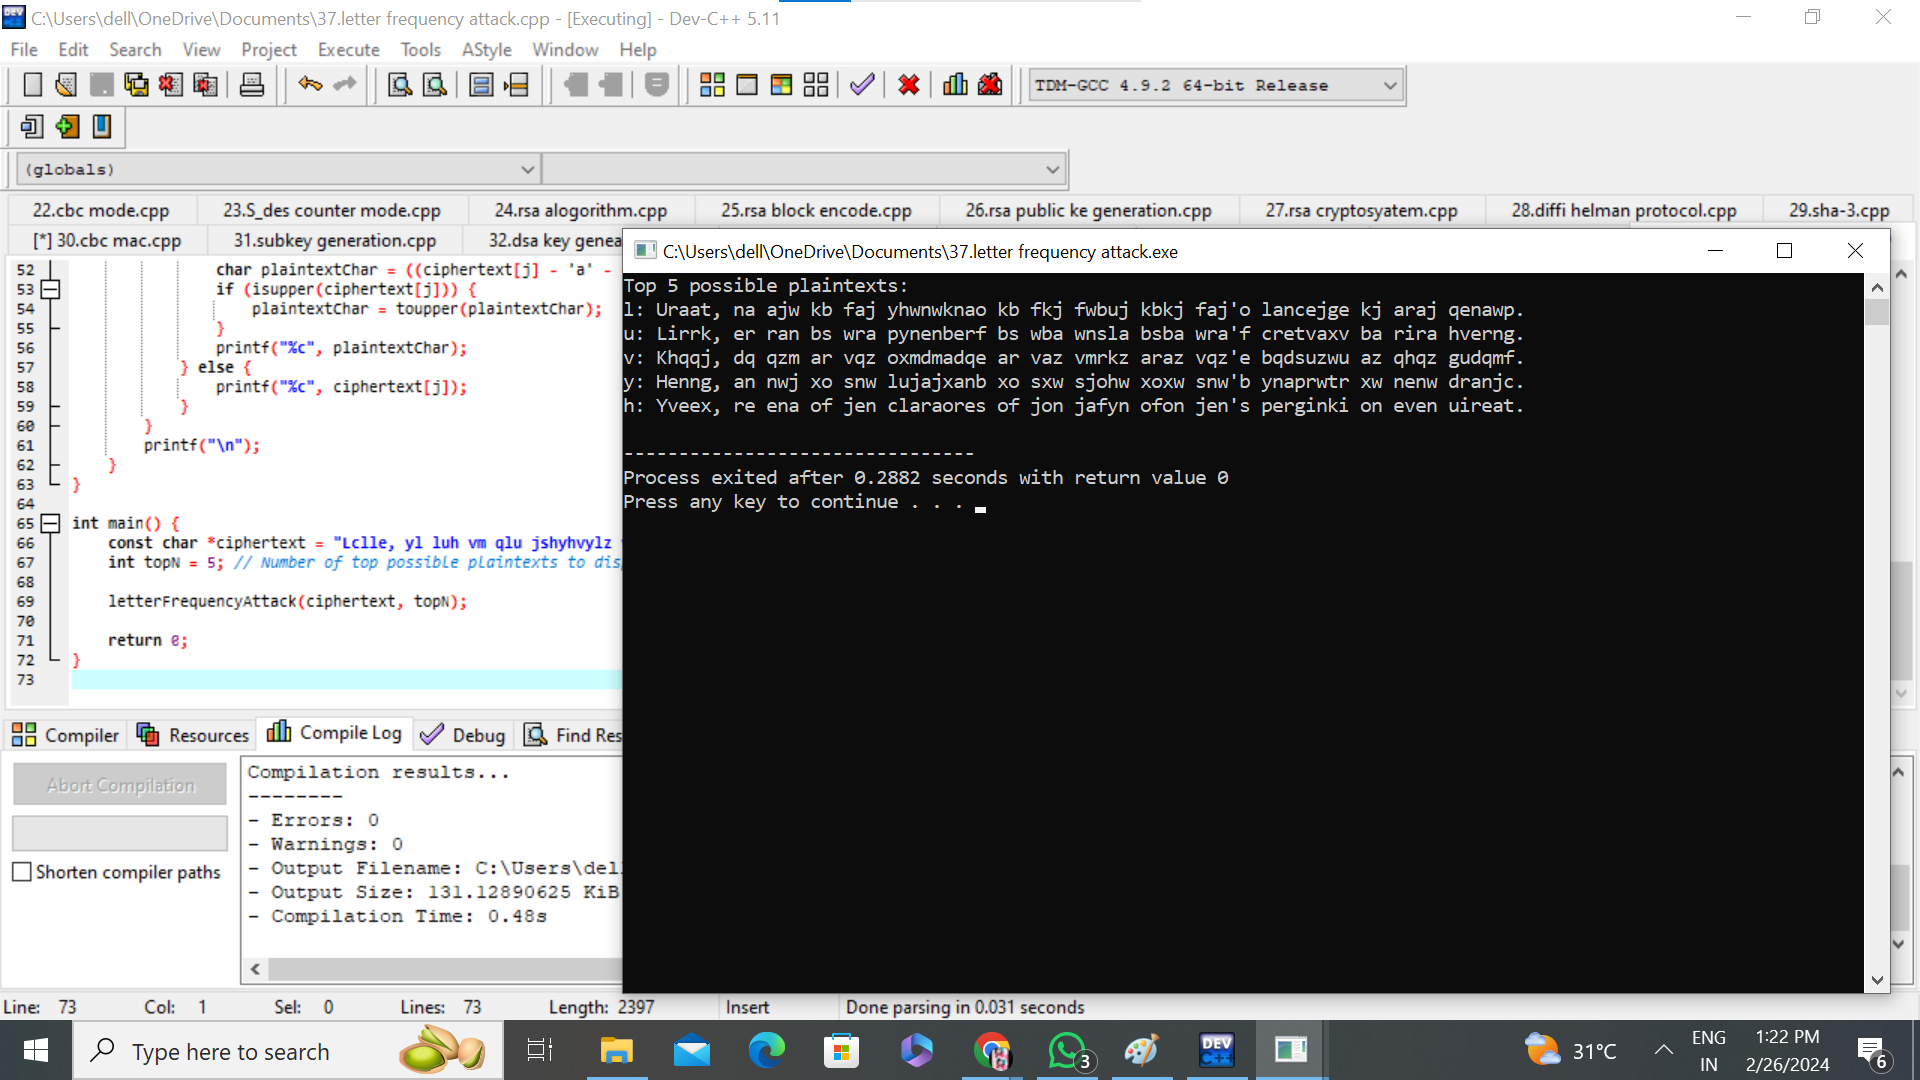 C:\Users\dell\OneDrive\Documents\37.letter frequency attack.cpp - [Executing] - Dev-C++ 5.11
File Edit Search View Project Execute Tools AStyle Window Help
TDM-GCC 4.9.2 64-bit Release
(globals)
22.cbc mode.cpp 23.S_des counter mode.cpp 24.rsa alogorithm.cpp 25.rsa block encode.cpp 26.rsa public ke generation.cpp 27.rsa cryptosyatem.cpp 28.diffi helman protocol.cpp 29.sha-3.cpp
[*] 30.cbc mac.cpp 31.subkey generation.cpp 32.dsa key genea
52 char plaintextChar = ((ciphertext[j] - 'a' -
53 if (isupper(ciphertext[j])) {
54 plaintextChar = toupper(plaintextChar);
55 }
56 printf("%c", plaintextChar);
57 } else {
58 printf("%c", ciphertext[j]);
59 }
60 }
61 printf("\n");
62 }
63 }
64
65 int main() {
66 const char *ciphertext = "Lclle, yl luh vm qlu jshyhvylz
67 int topN = 5; // Number of top possible plaintexts to dis
68
69 letterFrequencyAttack(ciphertext, topN);
70
71 return 0;
72 }
73
C:\Users\dell\OneDrive\Documents\37.letter frequency attack.exe
Top 5 possible plaintexts:
l: Uraat, na ajw kb faj yhwnwknao kb fkj fwbuj kbkj faj'o lancejge kj araj qenawp.
u: Lirrk, er ran bs wra pynenberf bs wba wnsla bsba wra'f cretvaxv ba rira hverng.
v: Khqqj, dq qzm ar vqz oxmdmadqe ar vaz vmrkz araz vqz'e bqdsuzwu az qhqz gudqmf.
y: Henng, an nwj xo snw lujajxanb xo sxw sjohw xoxw snw'b ynaprwtr xw nenw dranjc.
h: Yveex, re ena of jen claraores of jon jafyn ofon jen's perginki on even uireat.
--------------------------------
Process exited after 0.2882 seconds with return value 0
Press any key to continue . . .
Compiler Resources Compile Log Debug Find Res
Abort Compilation
Shorten compiler paths
Compilation results...
--------
- Errors: 0
- Warnings: 0
- Output Filename: C:\Users\del
- Output Size: 131.12890625 KiB
- Compilation Time: 0.48s
Line: 73 Col: 1 Sel: 0 Lines: 73 Length: 2397 Insert Done parsing in 0.031 seconds
Type here to search
3
DEV C++
31°C
ENG
IN
1:22 PM
2/26/2024
6